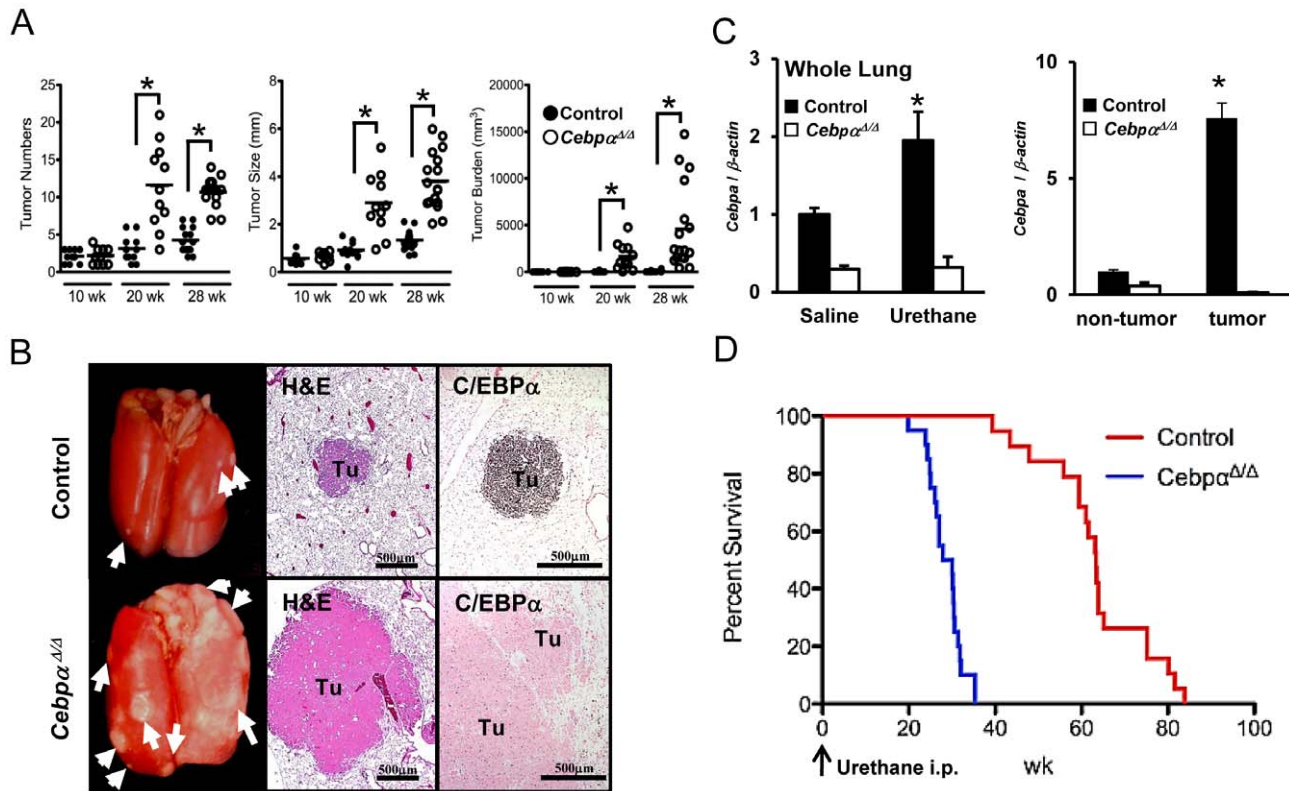 A
Tumor Numbers
25
20
15
10
5
0
*
*
10 wk
20 wk
28 wk
Tumor Size (mm)
8
6
4
2
0
*
*
10 wk
20 wk
28 wk
Tumor Burden (mm³)
20000
15000
10000
5000
0
Control
Cebpα^Δ/Δ
*
*
10 wk
20 wk
28 wk
C
Cebpa / β-actin
3
2
1
0
Whole Lung
Control
Cebpα^Δ/Δ
*
Saline
Urethane
Cebpa / β-actin
10
5
0
Control
Cebpα^Δ/Δ
*
non-tumor
tumor
B
Control
H&E
Tu
500μm
C/EBPα
Tu
500μm
Cebpα^Δ/Δ
H&E
Tu
500μm
C/EBPα
Tu
Tu
500μm
D
Percent Survival
100
80
60
40
20
0
Control
Cebpα^Δ/Δ
0
20
40
60
80
100
Urethane i.p.
wk